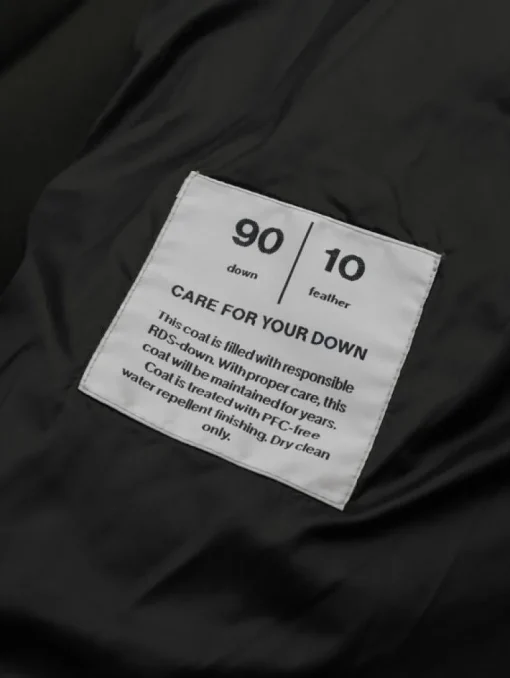 90 10
down feather
CARE FOR YOUR DOWN
This coat is filled with responsible
RDS-down. With proper care, this
coat will be maintained for years.
Coat is treated with PFC-free
water repellent finishing. Dry clean
only.